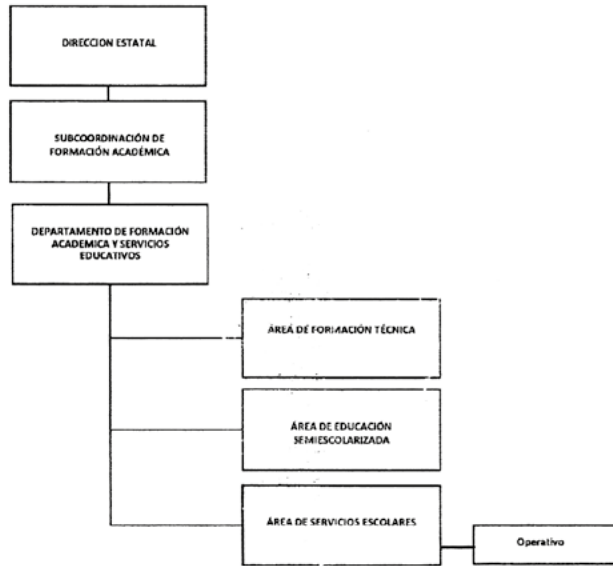 DIRECCION ESTATAL
SUBCOORDINACIÓN DE
FORMACIÓN ACADÉMICA
DEPARTAMENTO DE FORMACIÓN
ACADEMICA Y SERVICIOS
EDUCATIVOS
ÁREA DE FORMACIÓN TÉCNICA
ÁREA DE EDUCACIÓN
SEMIESCOLARIZADA
ÁREA DE SERVICIOS ESCOLARES
Operativo